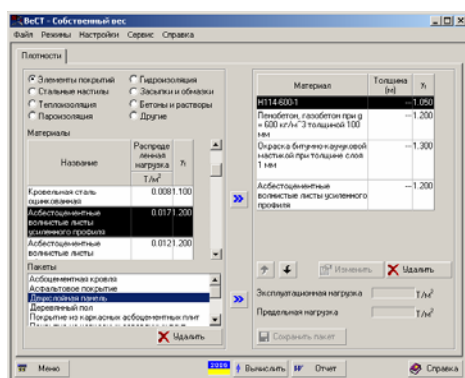 ВеСТ - Собственный вес
Файл Режимы Настройки Сервис Справка
Плотности
Элементы покрытий
Стальные настилы
Теплоизоляция
Пароизоляция
Гидроизоляция
Засыпки и обмазки
Бетоны и растворы
Другие
Материалы
Название
Распреде
ленная
нагрузка
Т/м²
γf
Кровельная сталь
оцинкованная
0.008 1.100
Асбестоцементные
волнистые листы
усиленного профиля
0.017 1.200
Асбестоцементные
волнистые листы
0.012 1.200
Пакеты
Асбоцементная кровля
Асфальтовое покрытие
Двухслойная панель
Деревянный пол
Покрытие из каркасных асбоцементных плит
Удалить
Материал
Толщина
(м)
γf
Н114-600-1
--- 1.050
Пенобетон, газобетон при g
= 600 кг/м^3 толщиной 100
мм
--- 1.200
Окраска битумно-каучуковой
мастикой при толщине слоя
1 мм
--- 1.300
Асбестоцементные
волнистые листы усиленного
профиля
--- 1.200
Изменить
Удалить
Эксплуатационная нагрузка Т/м²
Предельная нагрузка Т/м²
Сохранить пакет
Меню
Вычислить
Отчет
Справка